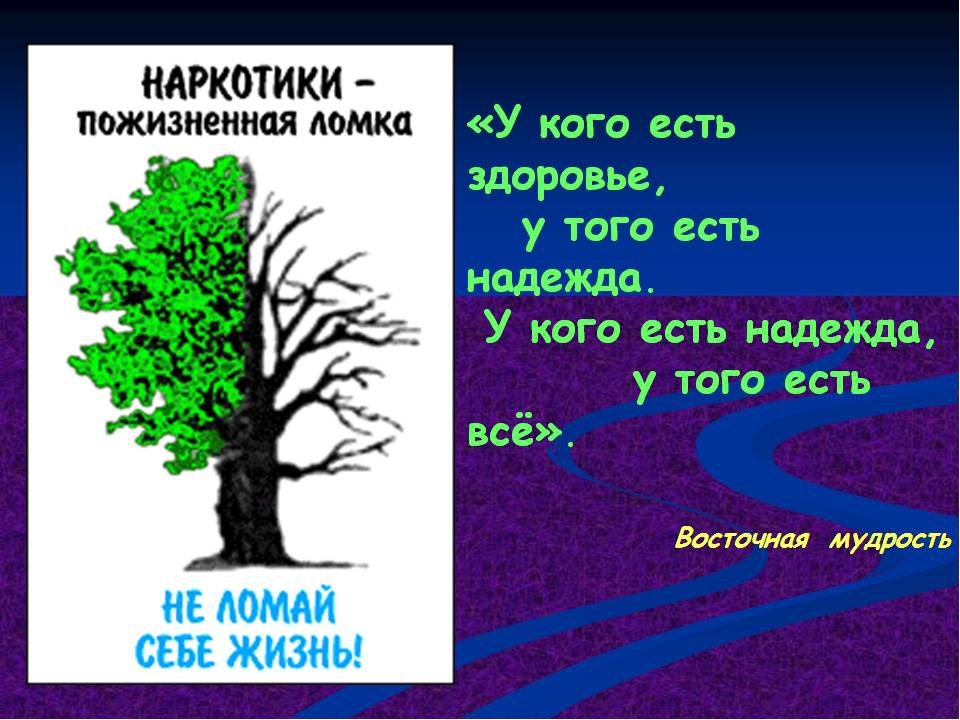 НАРКОТИКИ –
пожизненная ломка
НЕ ЛОМАЙ
СЕБЕ ЖИЗНЬ!
«У кого есть
здоровье,
у того есть
надежда.
У кого есть надежда,
у того есть
всё».
Восточная мудрость